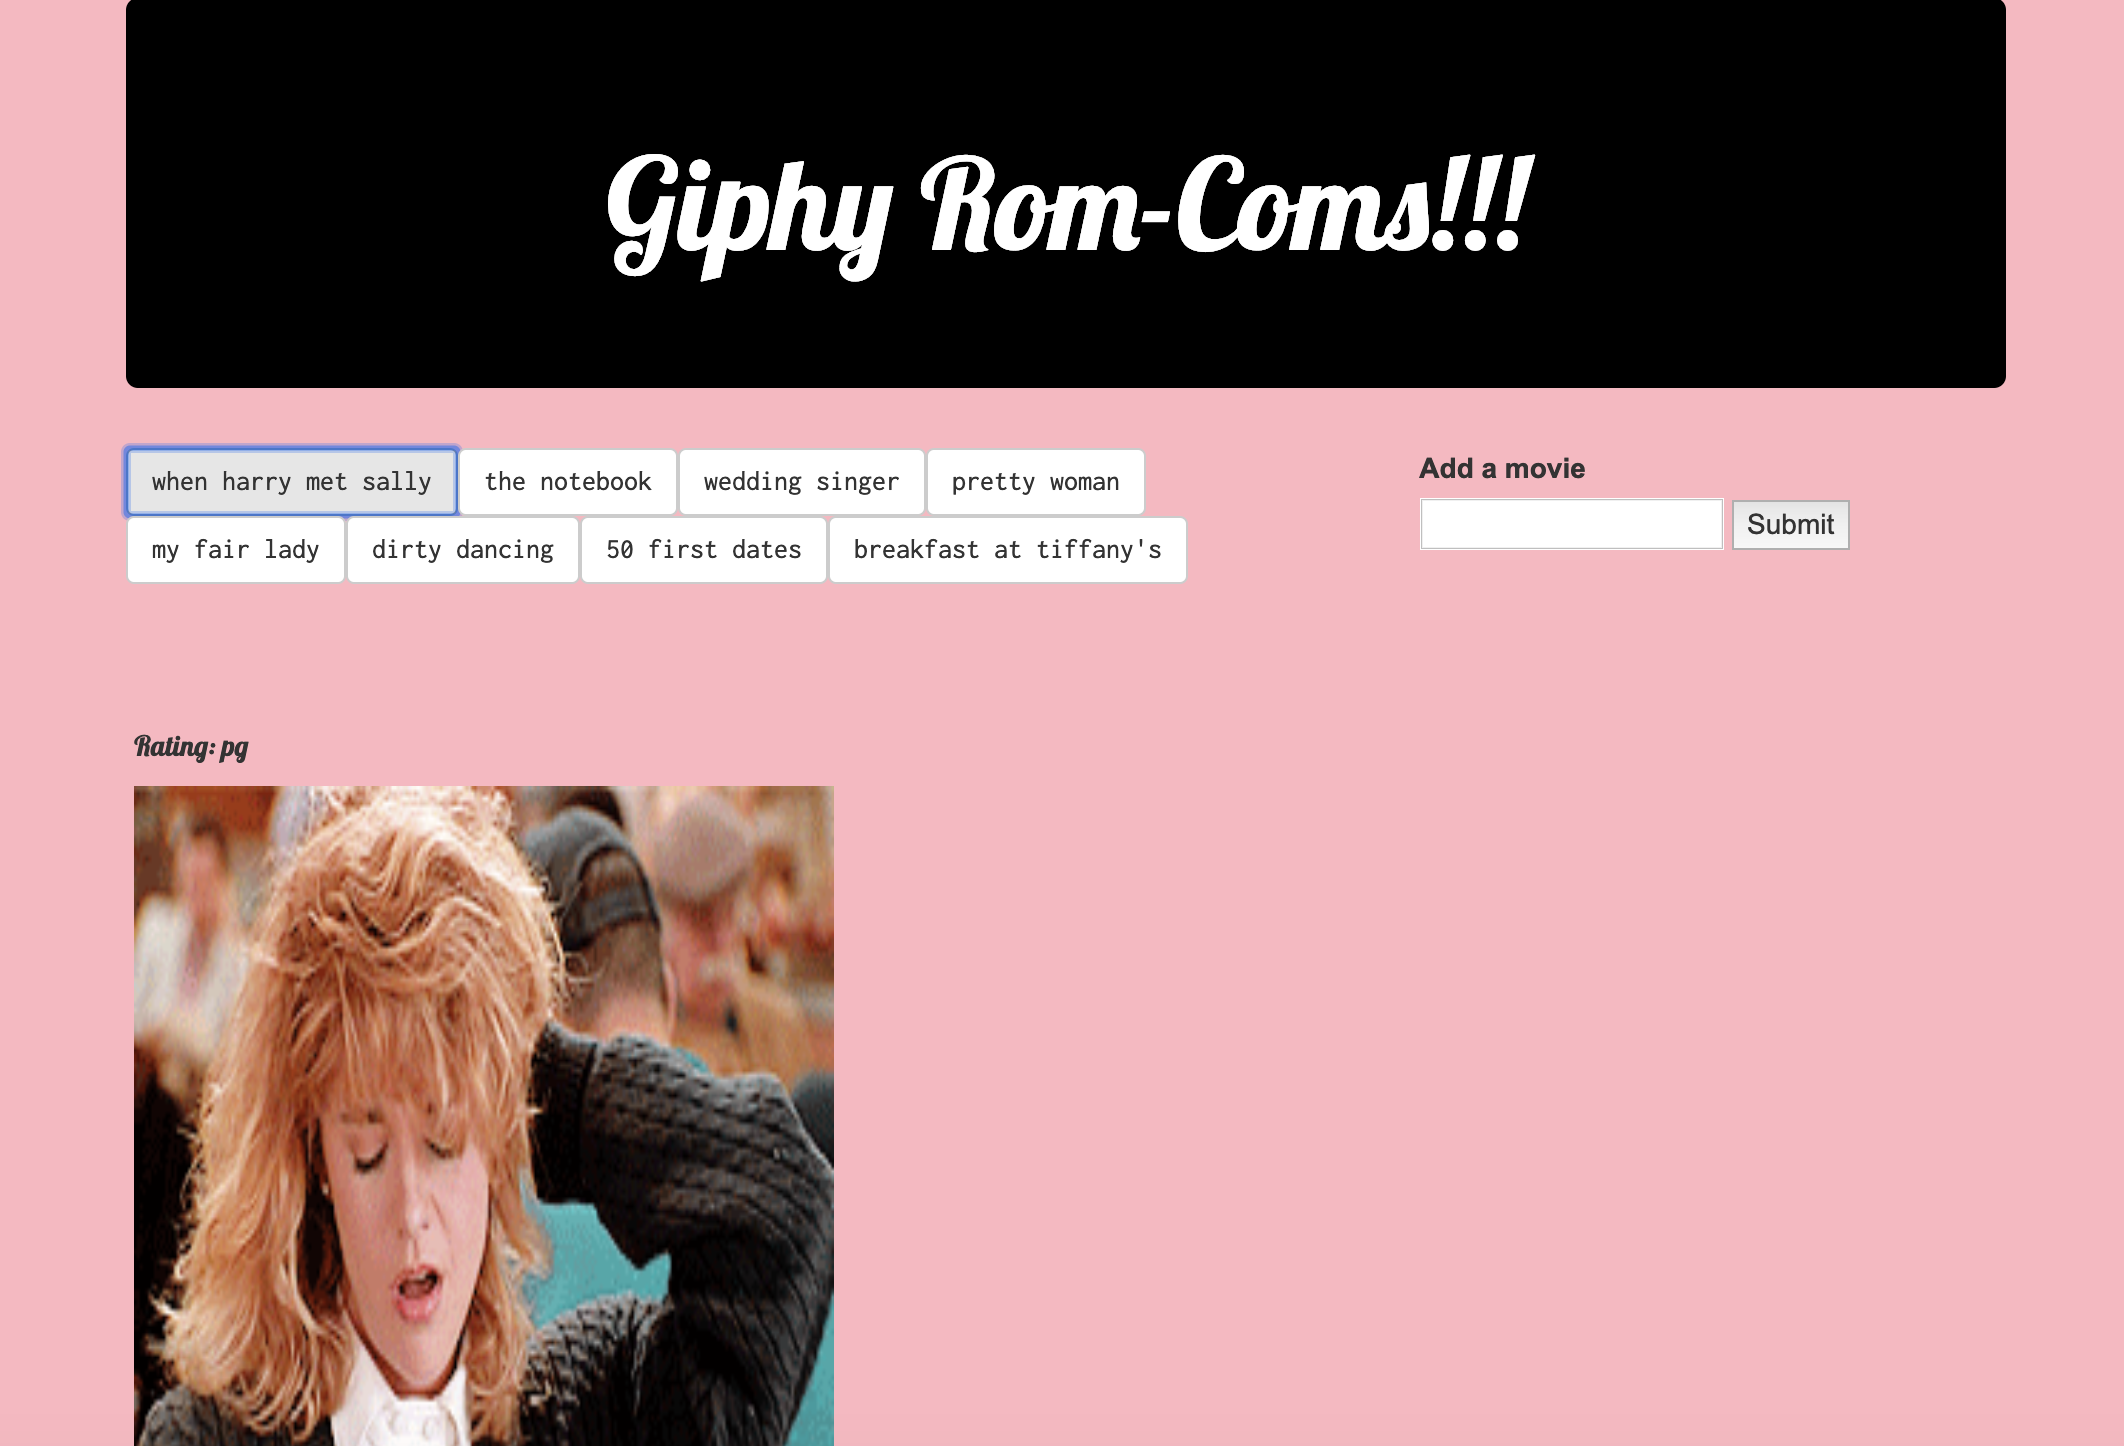 Giphy Rom-Coms!!!
when harry met sally the notebook wedding singer pretty woman
my fair lady dirty dancing 50 first dates breakfast at tiffany's
Add a movie
Submit
Rating: pg